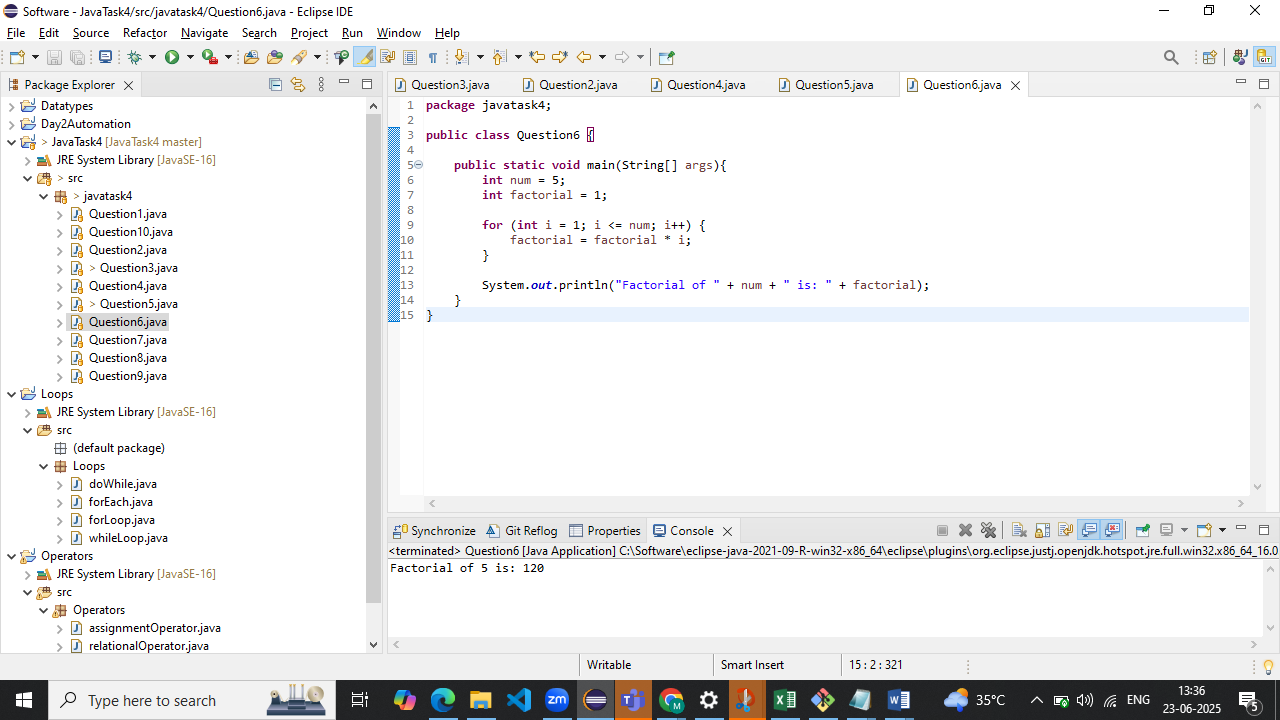 Software - JavaTask4/src/javatask4/Question6.java - Eclipse IDE
File Edit Source Refactor Navigate Search Project Run Window Help
Package Explorer
Datatypes
Day2Automation
> JavaTask4 [JavaTask4 master]
JRE System Library [JavaSE-16]
> src
> javatask4
Question1.java
Question10.java
Question2.java
> Question3.java
Question4.java
> Question5.java
Question6.java
Question7.java
Question8.java
Question9.java
Loops
JRE System Library [JavaSE-16]
src
(default package)
Loops
doWhile.java
forEach.java
forLoop.java
whileLoop.java
Operators
JRE System Library [JavaSE-16]
src
Operators
assignmentOperator.java
relationalOperator.java
Question3.java Question2.java Question4.java Question5.java Question6.java
1 package javatask4;
2
3 public class Question6 {
4
5 public static void main(String[] args){
6 int num = 5;
7 int factorial = 1;
8
9 for (int i = 1; i <= num; i++) {
10 factorial = factorial * i;
11 }
12
13 System.out.println("Factorial of " + num + " is: " + factorial);
14 }
15 }
Synchronize Git Reflog Properties Console
<terminated> Question6 [Java Application] C:\Software\eclipse-java-2021-09-R-win32-x86_64\eclipse\plugins\org.eclipse.justj.openjdk.hotspot.jre.full.win32.x86_64_16.0
Factorial of 5 is: 120
Writable Smart Insert 15 : 2 : 321
Type here to search
35°C ENG 13:36
23-06-2025
5